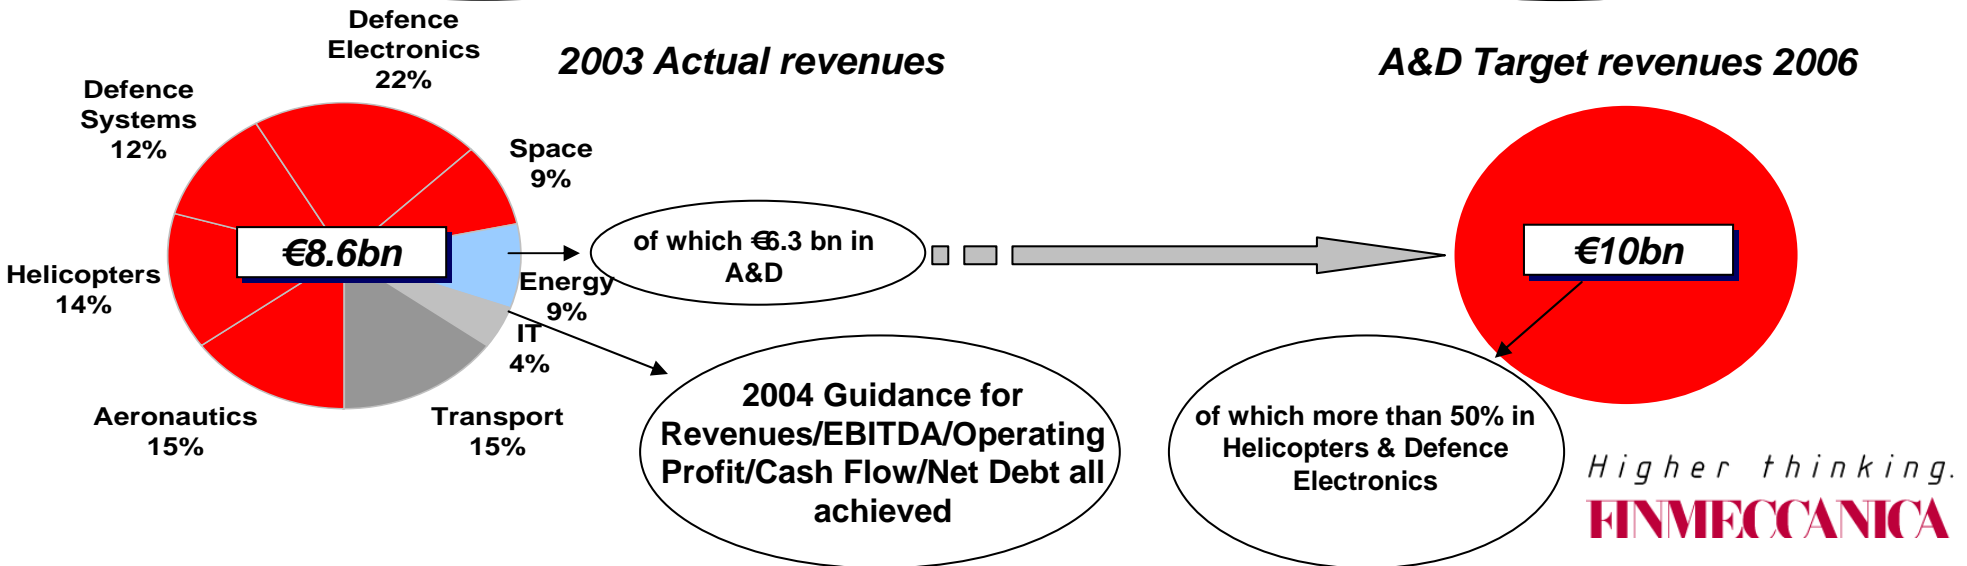 2003 Actual revenues
A&D Target revenues 2006
Defence
Electronics
22%
Defence
Systems
12%
Space
9%
Helicopters
14%
€8.6bn
Energy
9%
IT
4%
Aeronautics
15%
Transport
15%
of which €6.3 bn in
A&D
€10bn
2004 Guidance for
Revenues/EBITDA/Operating
Profit/Cash Flow/Net Debt all
achieved
of which more than 50% in
Helicopters & Defence
Electronics
Higher thinking.
FINMECCANICA